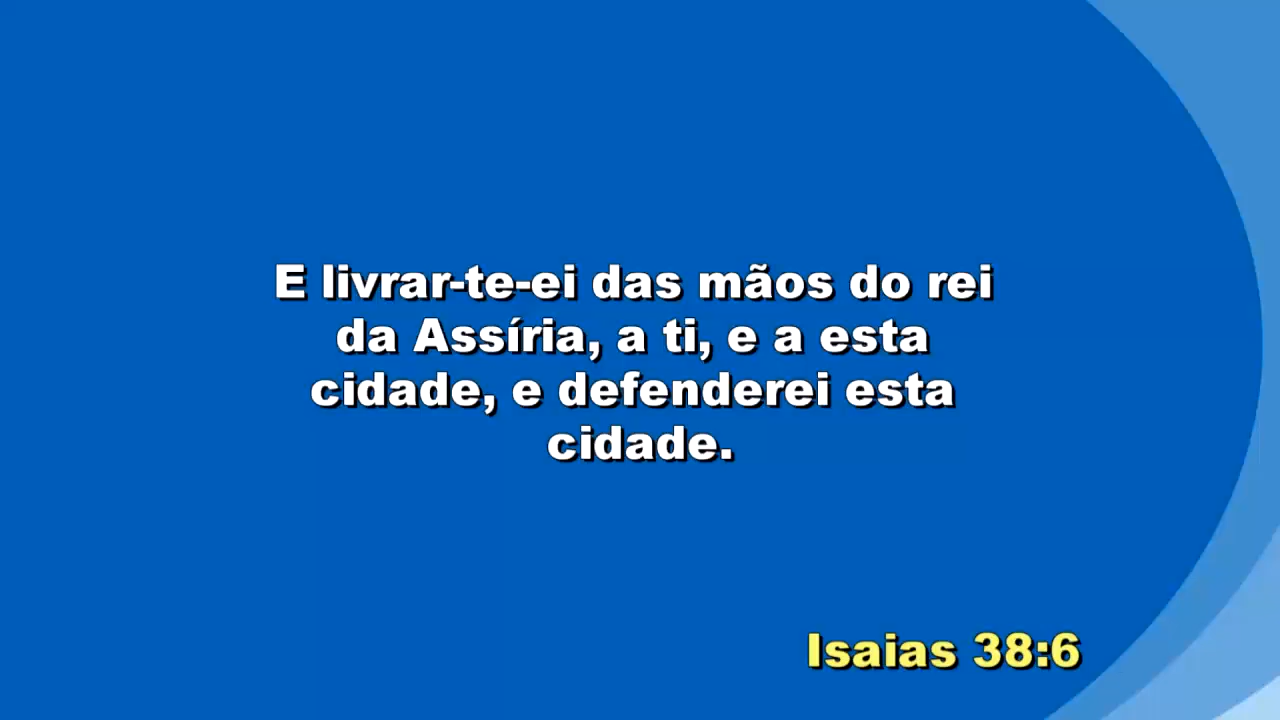 E livrar-te-ei das mãos do rei
da Assíria, a ti, e a esta
cidade, e defenderei esta
cidade.
Isaias 38:6